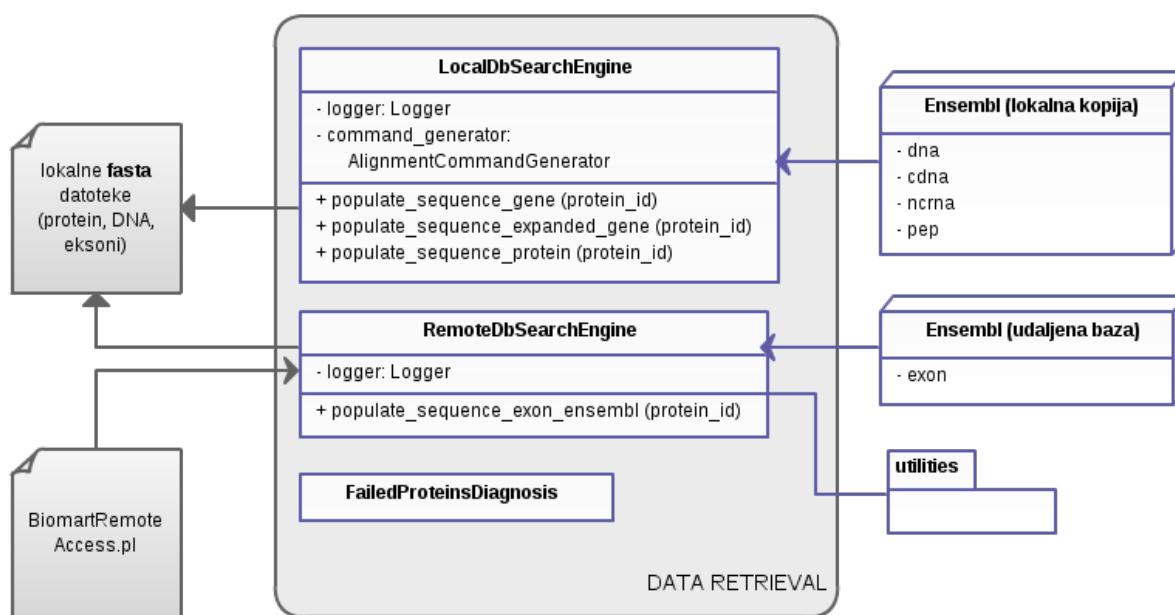 LocalDbSearchEngine
- logger: Logger
- command_generator:
AlignmentCommandGenerator
+ populate_sequence_gene (protein_id)
+ populate_sequence_expanded_gene (protein_id)
+ populate_sequence_protein (protein_id)
Ensembl (lokalna kopija)
- dna
- cdna
- ncrna
- pep
lokalne fasta
datoteke
(protein, DNA,
eksoni)
RemoteDbSearchEngine
- logger: Logger
+ populate_sequence_exon_ensembl (protein_id)
Ensembl (udaljena baza)
- exon
BiomartRemote
Access.pl
FailedProteinsDiagnosis
utilities
DATA RETRIEVAL